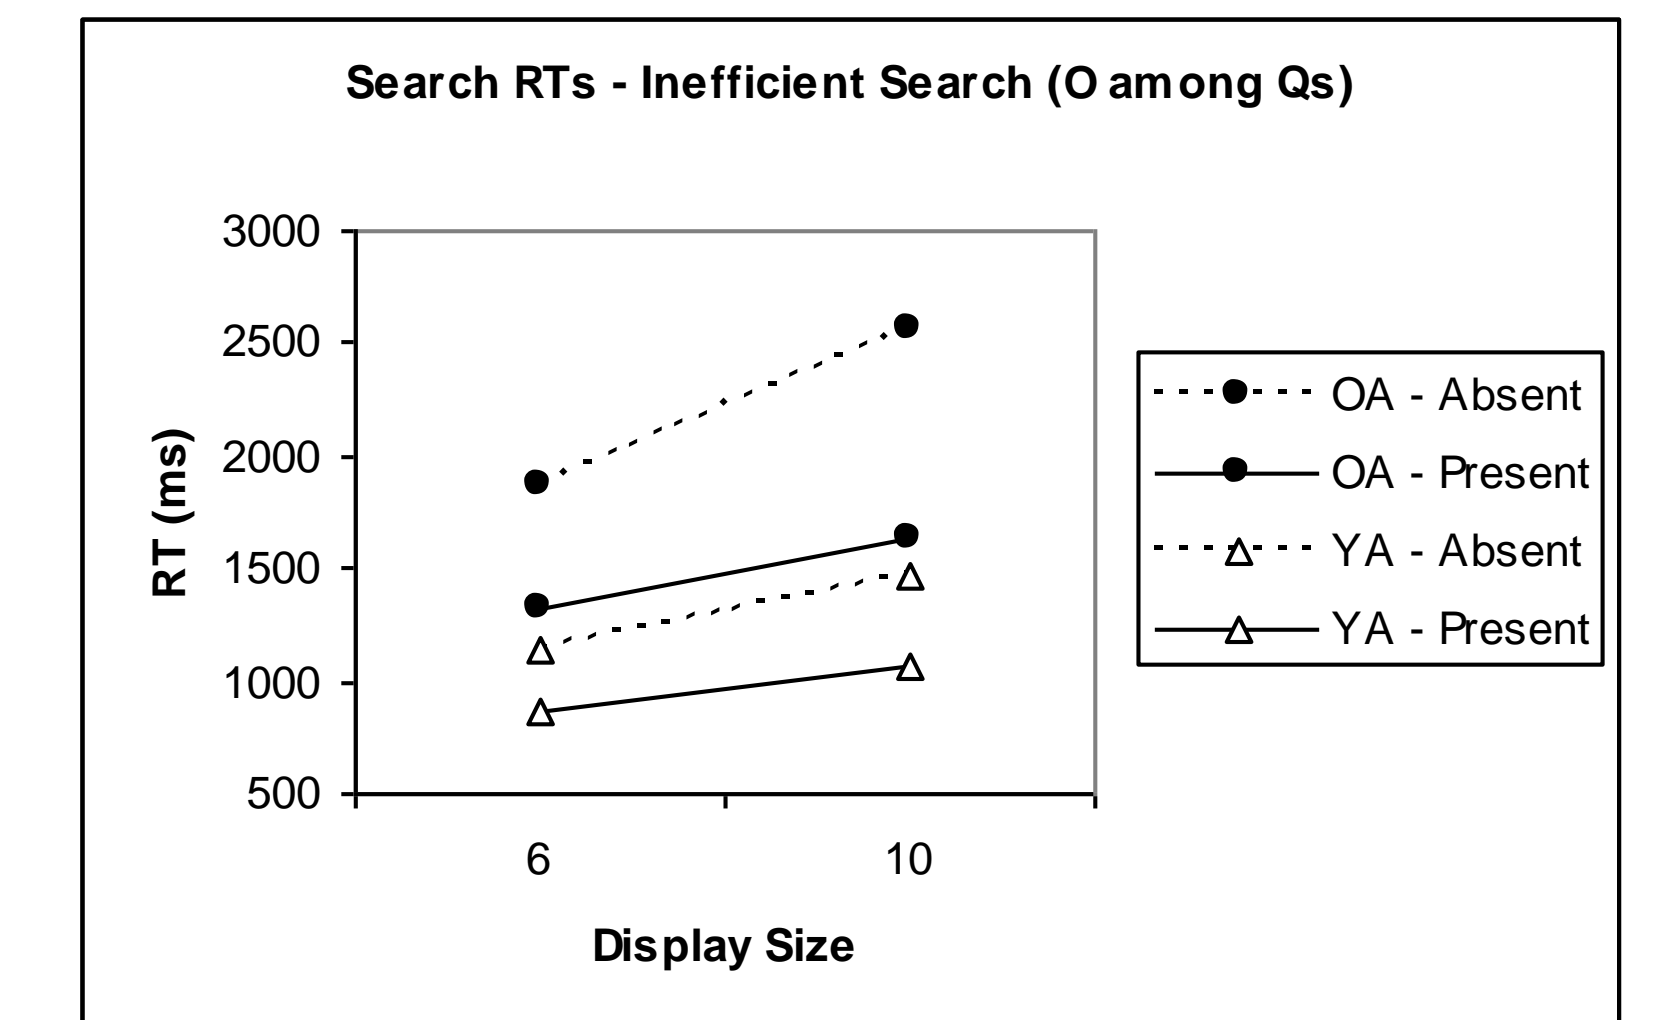 Search RTs - Inefficient Search (O among Qs)
3000
2500
2000
1500
1000
500
RT (ms)
6 10
Display Size
OA - Absent
OA - Present
YA - Absent
YA - Present